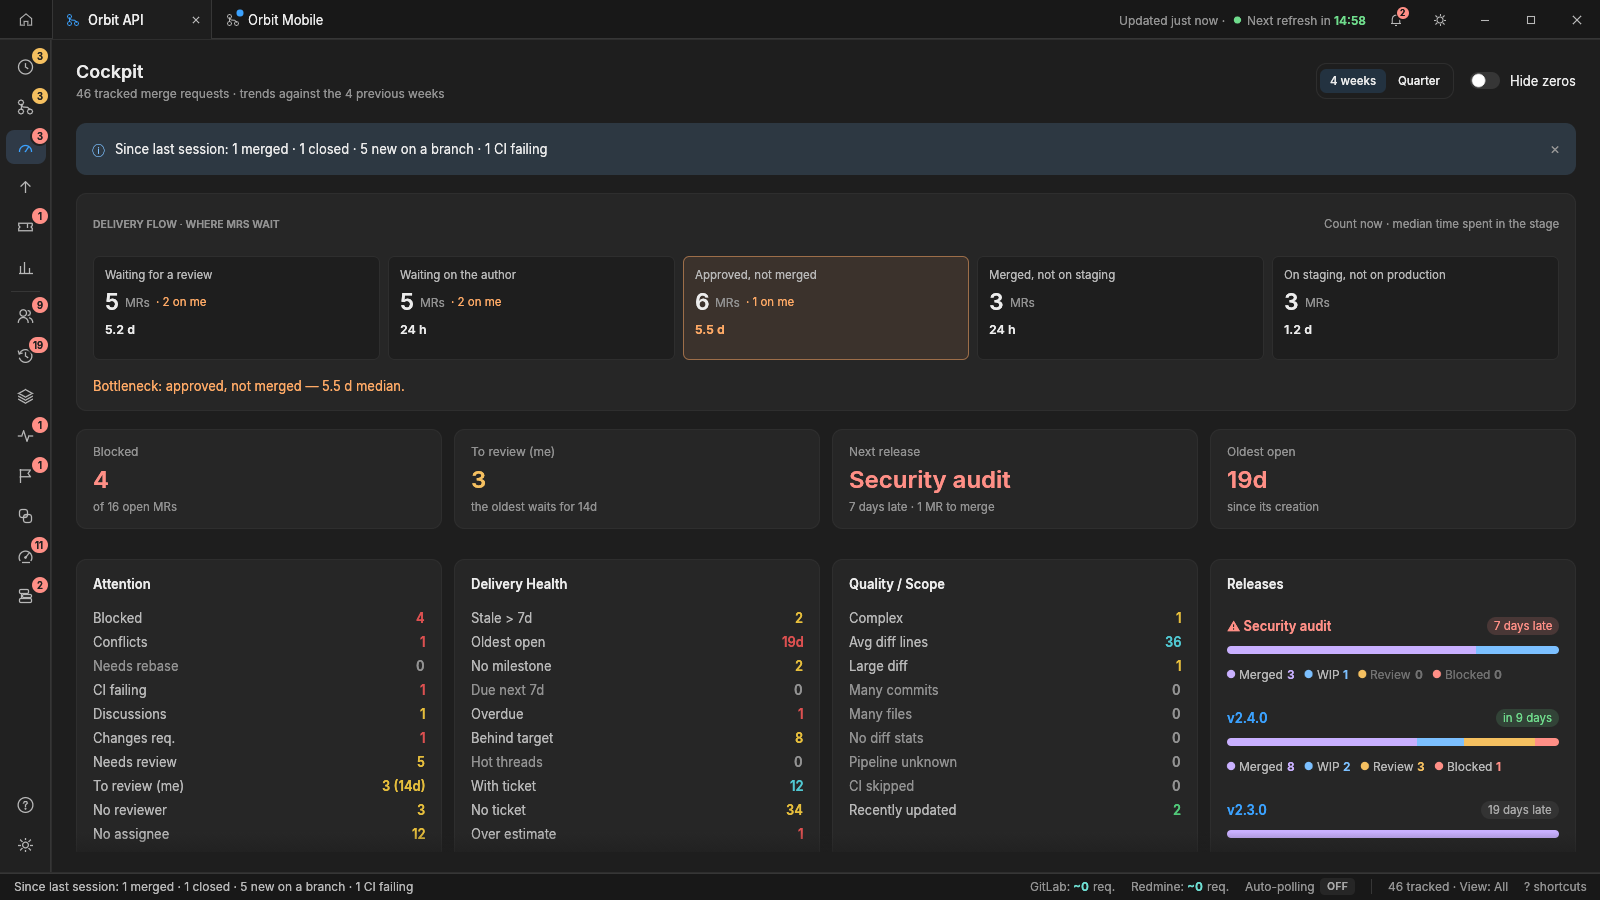 Orbit API
Orbit Mobile
Updated just now ·
Next refresh in 14:58
2
3
3
3
1
9
19
1
1
11
2
Cockpit
46 tracked merge requests · trends against the 4 previous weeks
4 weeks
Quarter
Hide zeros
Since last session: 1 merged · 1 closed · 5 new on a branch · 1 CI failing
DELIVERY FLOW · WHERE MRS WAIT
Count now · median time spent in the stage
Waiting for a review
5 MRs · 2 on me
5.2 d
Waiting on the author
5 MRs · 2 on me
24 h
Approved, not merged
6 MRs · 1 on me
5.5 d
Merged, not on staging
3 MRs
24 h
On staging, not on production
3 MRs
1.2 d
Bottleneck: approved, not merged — 5.5 d median.
Blocked
4
of 16 open MRs
To review (me)
3
the oldest waits for 14d
Next release
Security audit
7 days late · 1 MR to merge
Oldest open
19d
since its creation
Attention
Blocked 4
Conflicts 1
Needs rebase 0
CI failing 1
Discussions 1
Changes req. 1
Needs review 5
To review (me) 3 (14d)
No reviewer 3
No assignee 12
Delivery Health
Stale > 7d 2
Oldest open 19d
No milestone 2
Due next 7d 0
Overdue 1
Behind target 8
Hot threads 0
With ticket 12
No ticket 34
Over estimate 1
Quality / Scope
Complex 1
Avg diff lines 36
Large diff 1
Many commits 0
Many files 0
No diff stats 0
Pipeline unknown 0
CI skipped 0
Recently updated 2
Releases
Security audit 7 days late
Merged 3 WIP 1 Review 0 Blocked 0
v2.4.0 in 9 days
Merged 8 WIP 2 Review 3 Blocked 1
v2.3.0 19 days late
Since last session: 1 merged · 1 closed · 5 new on a branch · 1 CI failing
GitLab: ~0 req.
Redmine: ~0 req.
Auto-polling OFF
46 tracked · View: All
? shortcuts